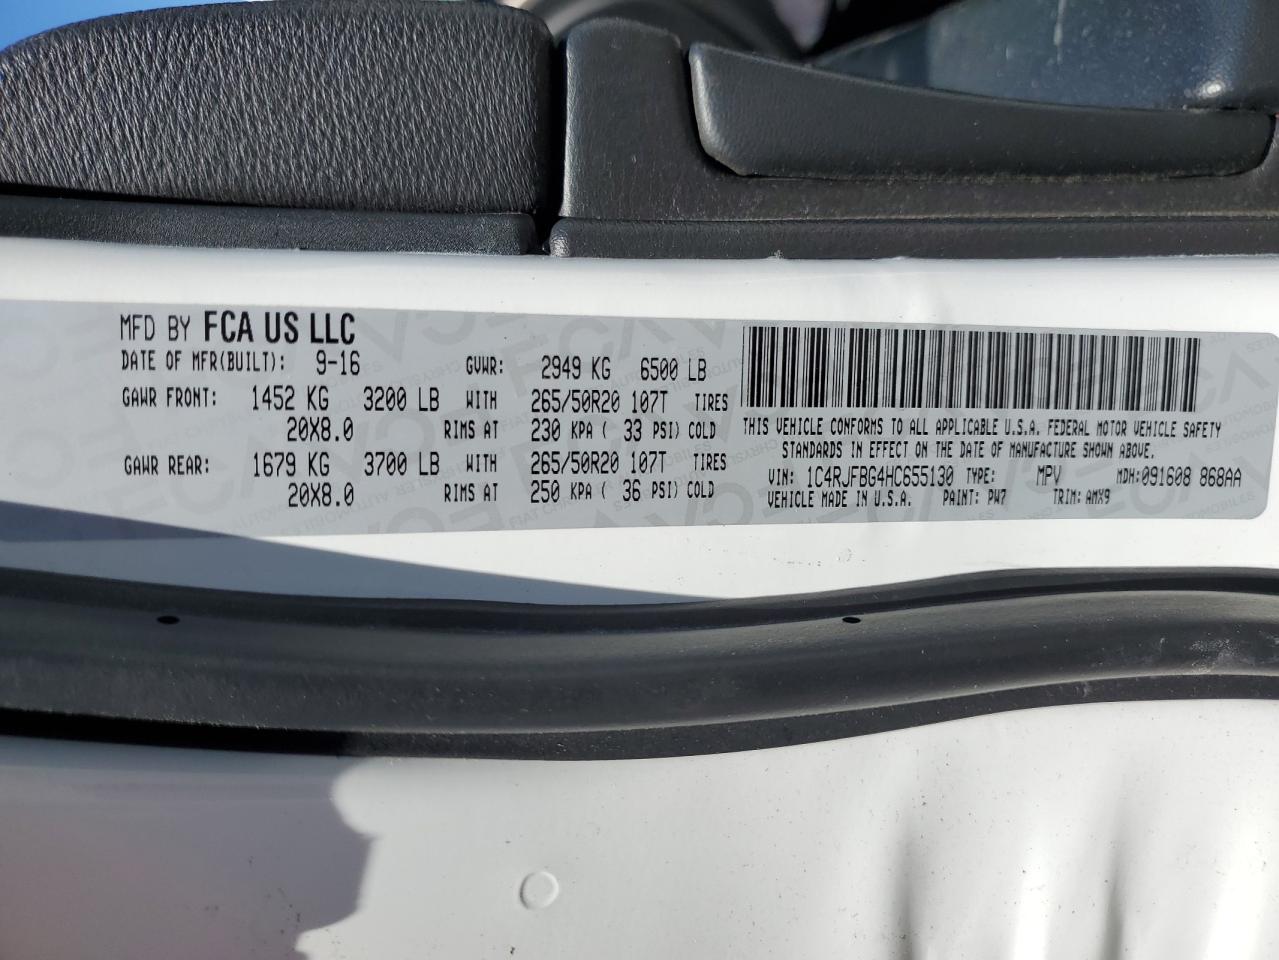 MFD BY FCA US LLC
DATE OF MFR(BUILT): 9-16 GVWR: 2949 KG 6500 LB
GAWR FRONT: 1452 KG 3200 LB WITH 265/50R20 107T TIRES
20X8.0 RIMS AT 230 KPA ( 33 PSI) COLD
GAWR REAR: 1679 KG 3700 LB WITH 265/50R20 107T TIRES
20X8.0 RIMS AT 250 KPA ( 36 PSI) COLD
THIS VEHICLE CONFORMS TO ALL APPLICABLE U.S.A. FEDERAL MOTOR VEHICLE SAFETY
STANDARDS IN EFFECT ON THE DATE OF MANUFACTURE SHOWN ABOVE.
VIN: 1C4RJFBG4HC655130 TYPE: MPV MDH:091608 868AA
VEHICLE MADE IN U.S.A. PAINT: PW7 TRIM: AMX9